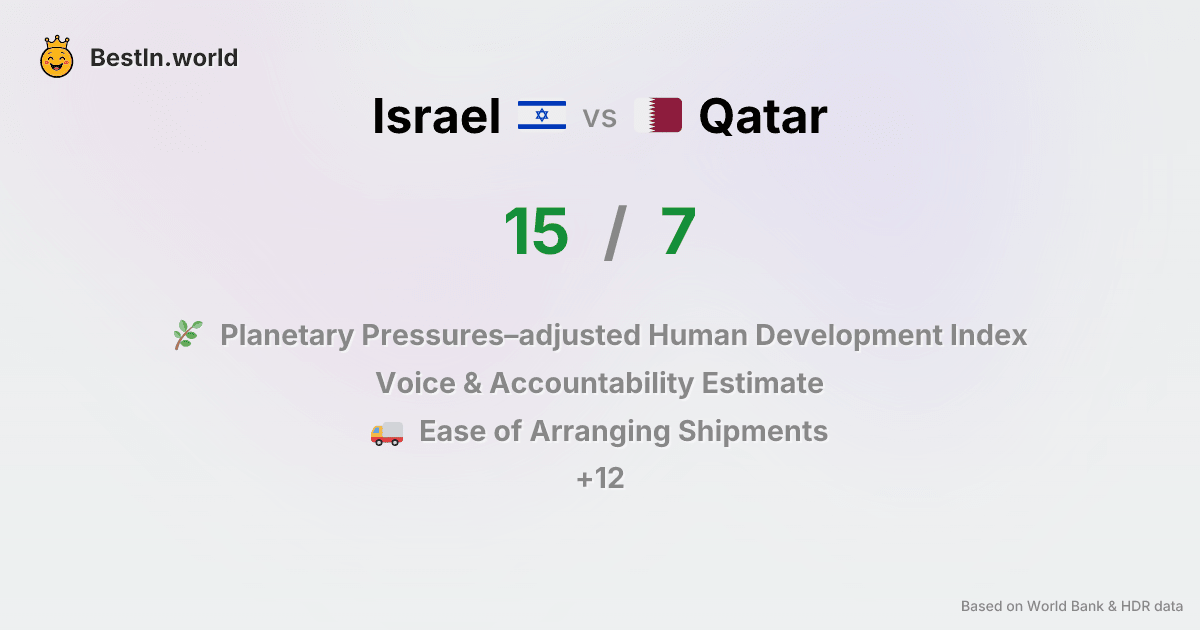 BestIn.world
Israel vs Qatar
15 / 7
Planetary Pressures–adjusted Human Development Index
Voice & Accountability Estimate
Ease of Arranging Shipments
+12
Based on World Bank & HDR data